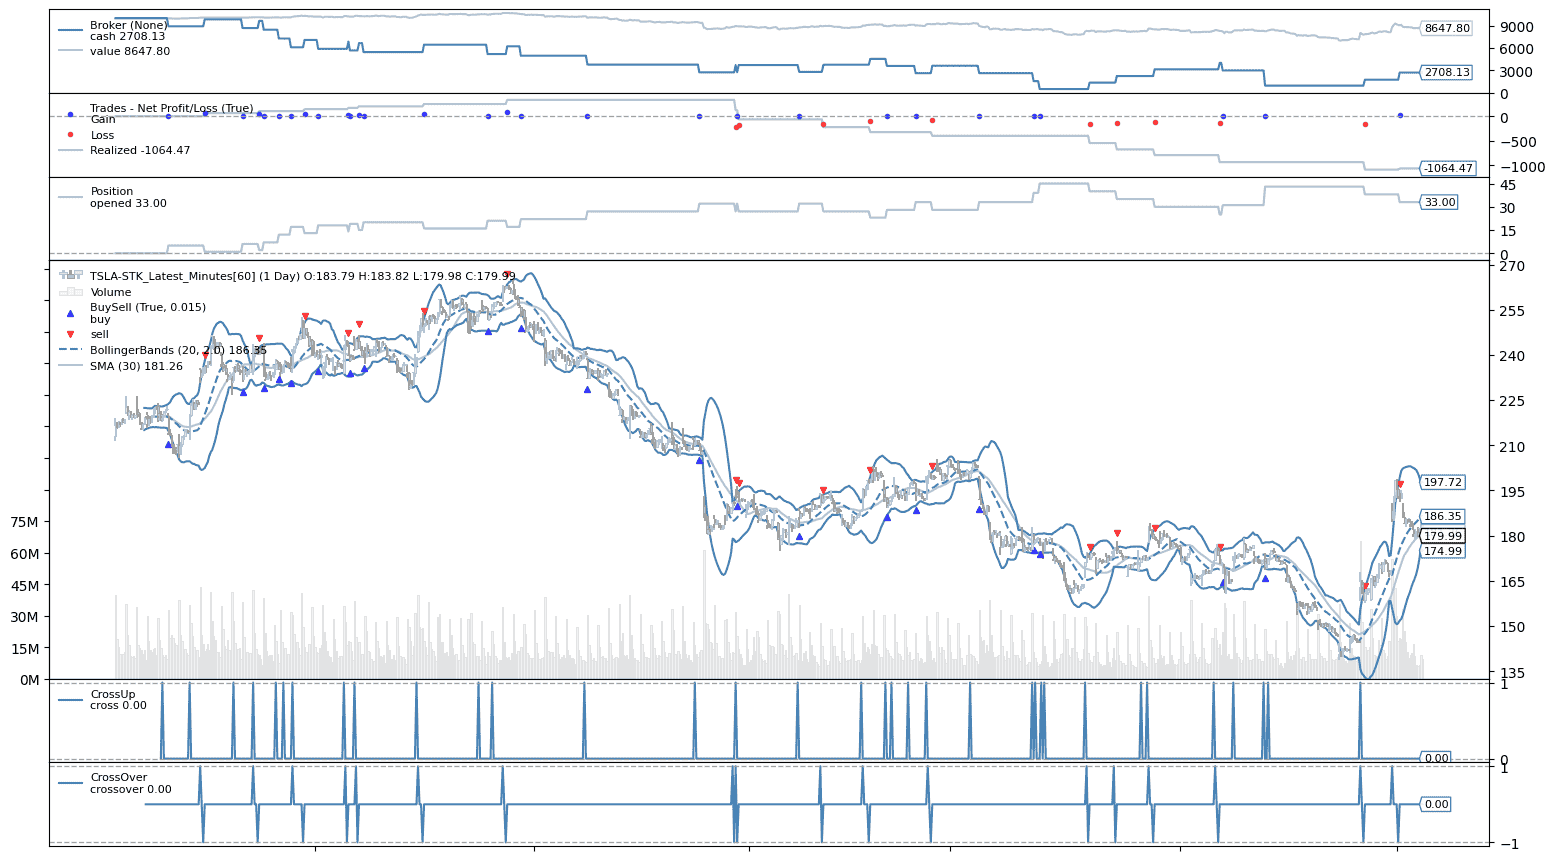 Broker (None)
cash 2708.13
value 8647.80
9000
8647.80
6000
3000
2708.13
0
Trades - Net Profit/Loss (True)
Gain
Loss
Realized -1064.47
0
−500
−1000
-1064.47
Position
opened 33.00
45
30
15
0
33.00
TSLA-STK_Latest_Minutes[60] (1 Day) O:183.79 H:183.82 L:179.98 C:179.99
Volume
BuySell (True, 0.015)
buy
sell
BollingerBands (20, 2.0) 186.35
SMA (30) 181.26
270
255
240
225
210
195
180
165
150
135
197.72
186.35
179.99
174.99
75M
60M
45M
30M
15M
0M
CrossUp
cross 0.00
1
0
0.00
CrossOver
crossover 0.00
1
0.00
−1